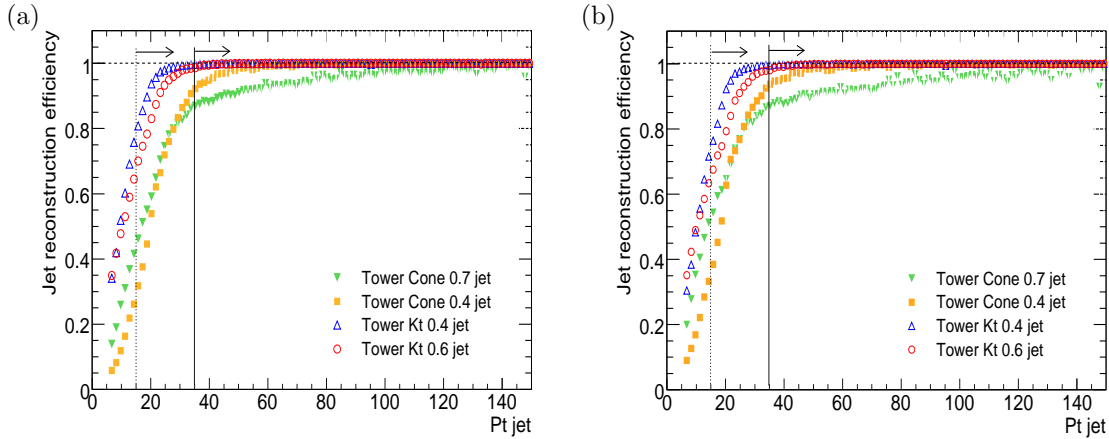 (a)
Jet reconstruction efficiency
1
0.8
0.6
0.4
0.2
0
0 20 40 60 80 100 120 140
Pt jet
Tower Cone 0.7 jet
Tower Cone 0.4 jet
Tower Kt 0.4 jet
Tower Kt 0.6 jet
(b)
Jet reconstruction efficiency
1
0.8
0.6
0.4
0.2
0
0 20 40 60 80 100 120 140
Pt jet
Tower Cone 0.7 jet
Tower Cone 0.4 jet
Tower Kt 0.4 jet
Tower Kt 0.6 jet